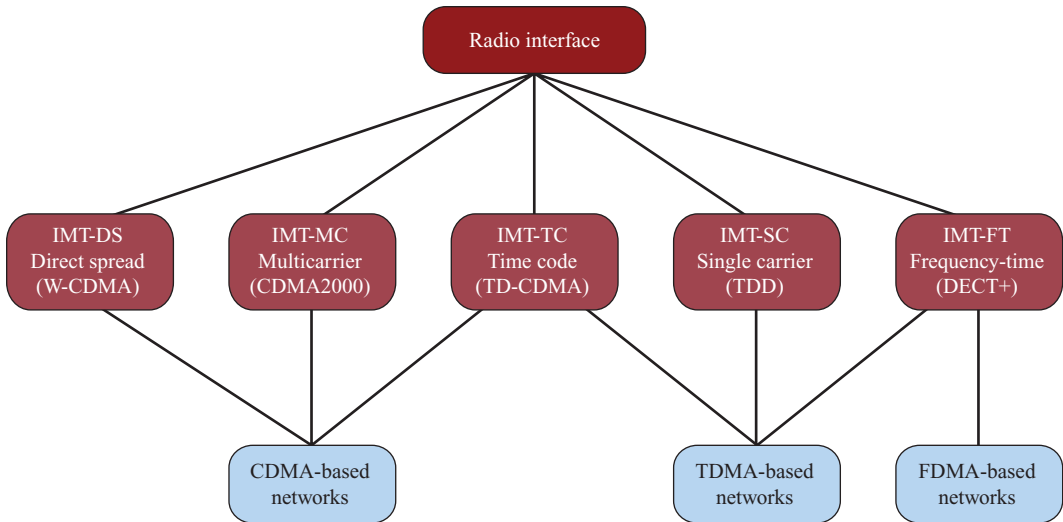 Radio interface
IMT-DS
Direct spread
(W-CDMA)
IMT-MC
Multicarrier
(CDMA2000)
IMT-TC
Time code
(TD-CDMA)
IMT-SC
Single carrier
(TDD)
IMT-FT
Frequency-time
(DECT+)
CDMA-based
networks
TDMA-based
networks
FDMA-based
networks